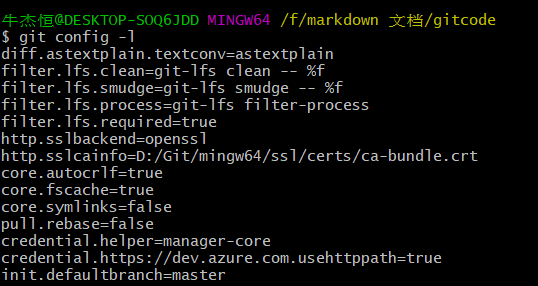 牛杰恒@DESKTOP-SOQ6JDD MINGW64 /f/markdown 文档/gitcode
$ git config -l
diff.astextplain.textconv=astextplain
filter.lfs.clean=git-lfs clean -- %f
filter.lfs.smudge=git-lfs smudge -- %f
filter.lfs.process=git-lfs filter-process
filter.lfs.required=true
http.sslbackend=openssl
http.sslcainfo=D:/Git/mingw64/ssl/certs/ca-bundle.crt
core.autocrlf=true
core.fscache=true
core.symlinks=false
pull.rebase=false
credential.helper=manager-core
credential.https://dev.azure.com.usehttppath=true
init.defaultbranch=master